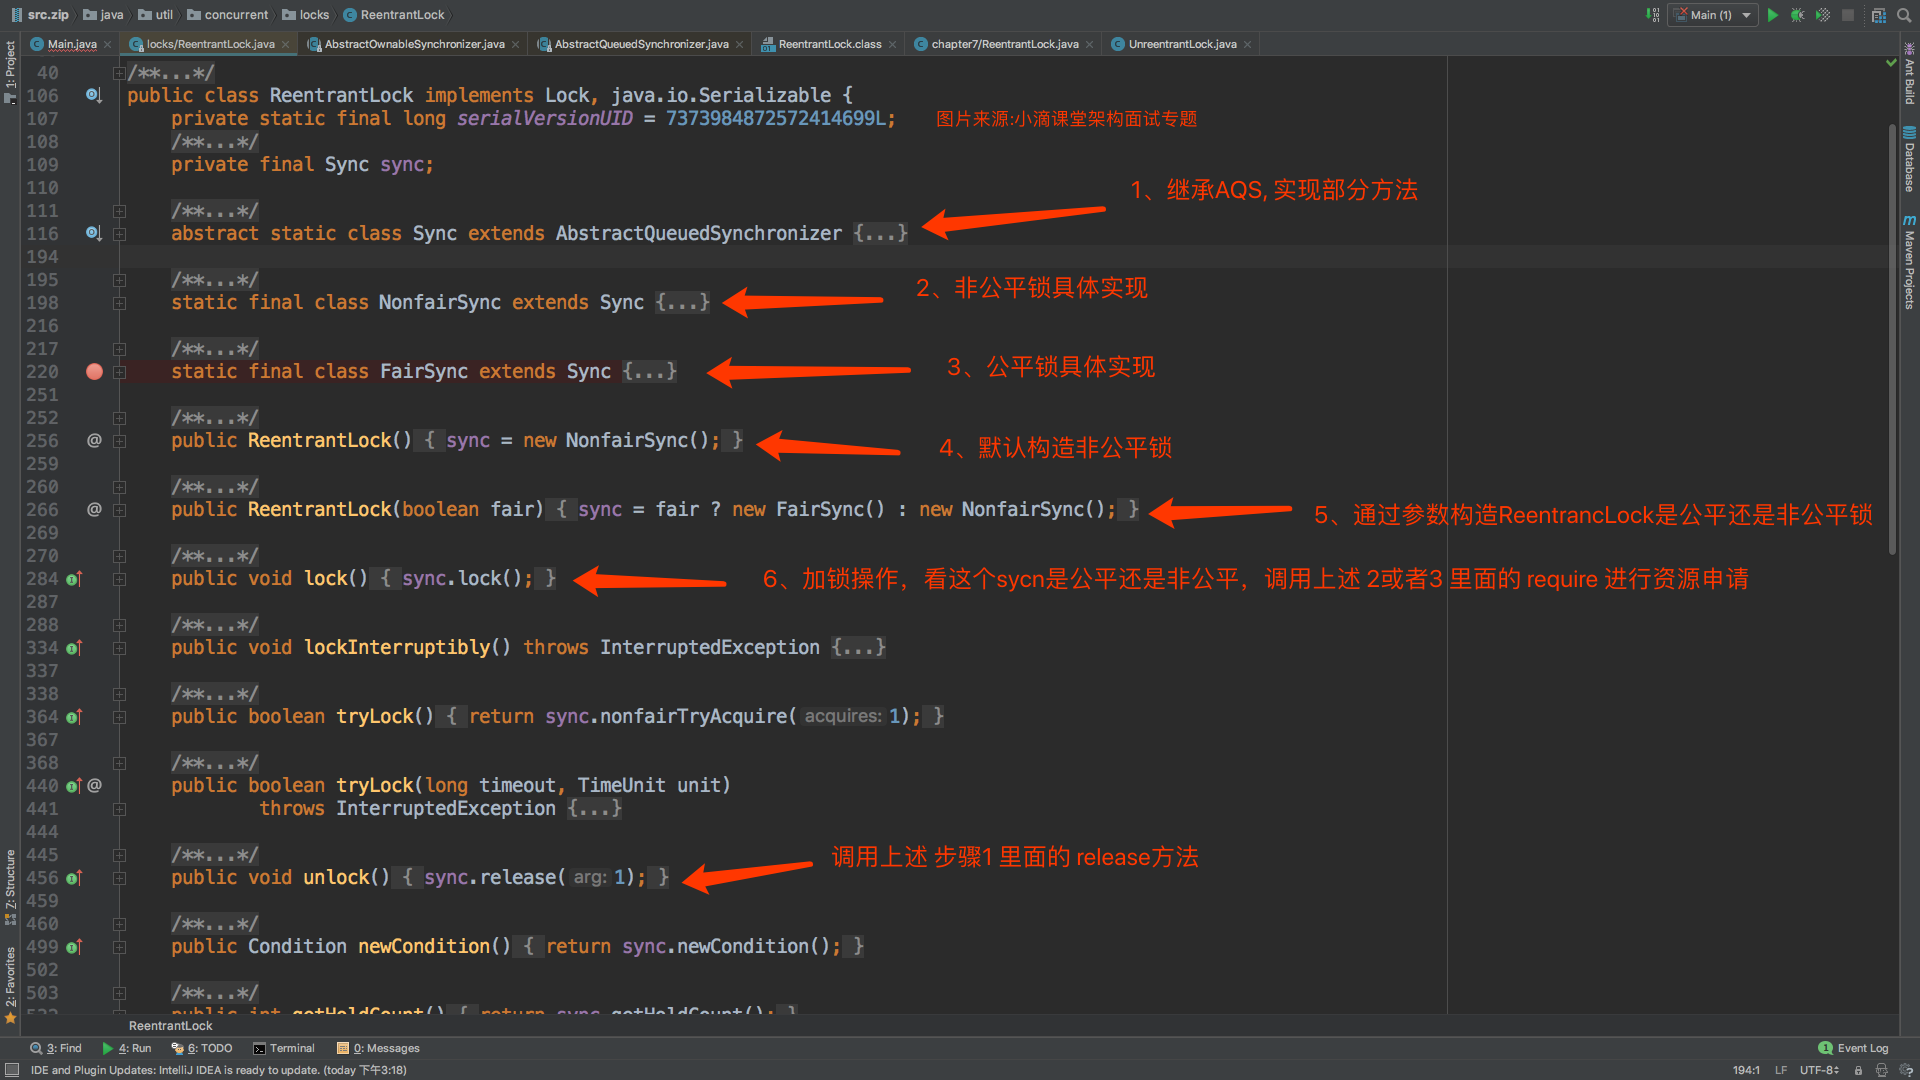 src.zip java util concurrent locks ReentrantLock Main (1)
Main.java locks/ReentrantLock.java AbstractOwnableSynchronizer.java AbstractQueuedSynchronizer.java ReentrantLock.class chapter7/ReentrantLock.java UnreentrantLock.java
1: Project
Ant Build
Database
Maven Projects
40 /**...*/
106 public class ReentrantLock implements Lock, java.io.Serializable {
107 private static final long serialVersionUID = 7373984872572414699L; 图片来源:小滴课堂架构面试专题
108 /**...*/
109 private final Sync sync;
110
1、继承AQS, 实现部分方法
111 /**...*/
116 abstract static class Sync extends AbstractQueuedSynchronizer {...}
194
195 /**...*/
2、非公平锁具体实现
198 static final class NonfairSync extends Sync {...}
216
217 /**...*/
220 static final class FairSync extends Sync {...} 3、公平锁具体实现
251
252 /**...*/
256 @ public ReentrantLock() { sync = new NonfairSync(); } 4、默认构造非公平锁
259
260 /**...*/
266 @ public ReentrantLock(boolean fair) { sync = fair ? new FairSync() : new NonfairSync(); } 5、通过参数构造ReentrancLock是公平还是非公平锁
269
270 /**...*/
284 public void lock() { sync.lock(); } 6、加锁操作，看这个sycn是公平还是非公平，调用上述 2或者3 里面的 require 进行资源申请
287
288 /**...*/
334 public void lockInterruptibly() throws InterruptedException {...}
337
338 /**...*/
364 public boolean tryLock() { return sync.nonfairTryAcquire( acquires: 1); }
367
368 /**...*/
440 @ public boolean tryLock(long timeout, TimeUnit unit)
441 throws InterruptedException {...}
444
445 /**...*/
调用上述 步骤1 里面的 release方法
456 public void unlock() { sync.release( arg: 1); }
459
460 /**...*/
499 public Condition newCondition() { return sync.newCondition(); }
502
503 /**...*/
public int getHoldCount() { return sync.getHoldCount(); }
7: Structure
2: Favorites
ReentrantLock
3: Find 4: Run 6: TODO Terminal 0: Messages 1 Event Log
IDE and Plugin Updates: IntelliJ IDEA is ready to update. (today 下午3:18) 194:1 LF UTF-8